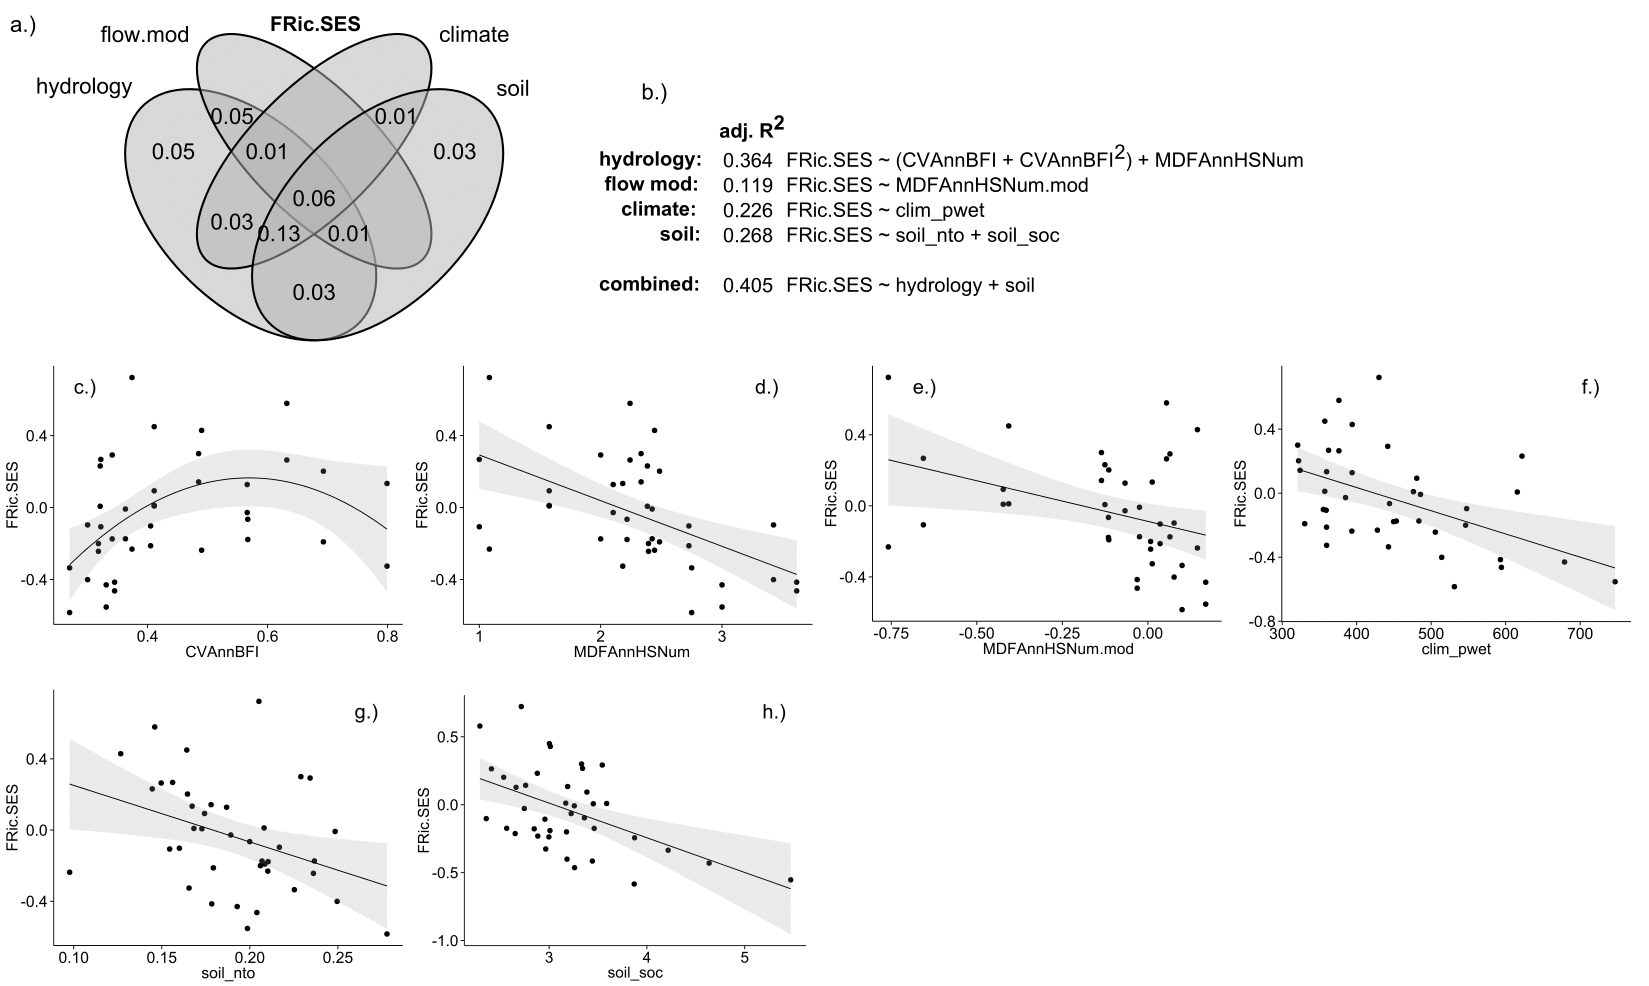 a.)
FRic.SES
flow.mod
climate
hydrology
soil
0.05
0.01
0.05
0.01
0.03
0.06
0.03
0.13
0.01
0.03
b.)
adj. R2
hydrology: 0.364 FRic.SES ~ (CVAnnBFI + CVAnnBFI2) + MDFAnnHSNum
flow mod: 0.119 FRic.SES ~ MDFAnnHSNum.mod
climate: 0.226 FRic.SES ~ clim_pwet
soil: 0.268 FRic.SES ~ soil_nto + soil_soc
combined: 0.405 FRic.SES ~ hydrology + soil
c.)
FRic.SES
0.4
0.0
-0.4
0.4 0.6 0.8
CVAnnBFI
d.)
FRic.SES
0.4
0.0
-0.4
1 2 3
MDFAnnHSNum
e.)
FRic.SES
0.4
0.0
-0.4
-0.75 -0.50 -0.25 0.00
MDFAnnHSNum.mod
f.)
FRic.SES
0.4
0.0
-0.4
-0.8
300 400 500 600 700
clim_pwet
g.)
FRic.SES
0.4
0.0
-0.4
0.10 0.15 0.20 0.25
soil_nto
h.)
FRic.SES
0.5
0.0
-0.5
-1.0
3 4 5
soil_soc